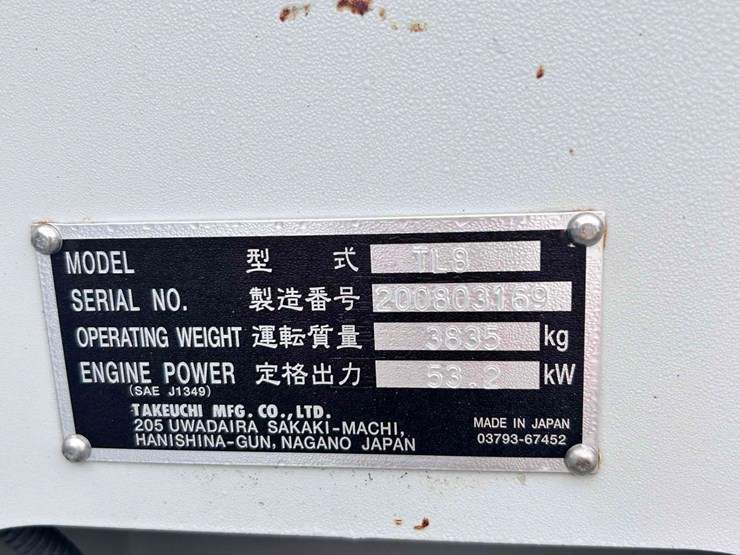 MODEL 型式 TL8
SERIAL NO. 製造番号 200803169
OPERATING WEIGHT 運転質量 3835 kg
ENGINE POWER 定格出力 53.2 kW
(SAE J1349)
TAKEUCHI MFG. CO., LTD.
205 UWADAIRA SAKAKI-MACHI,
HANISHINA-GUN, NAGANO JAPAN
MADE IN JAPAN
03793-67452